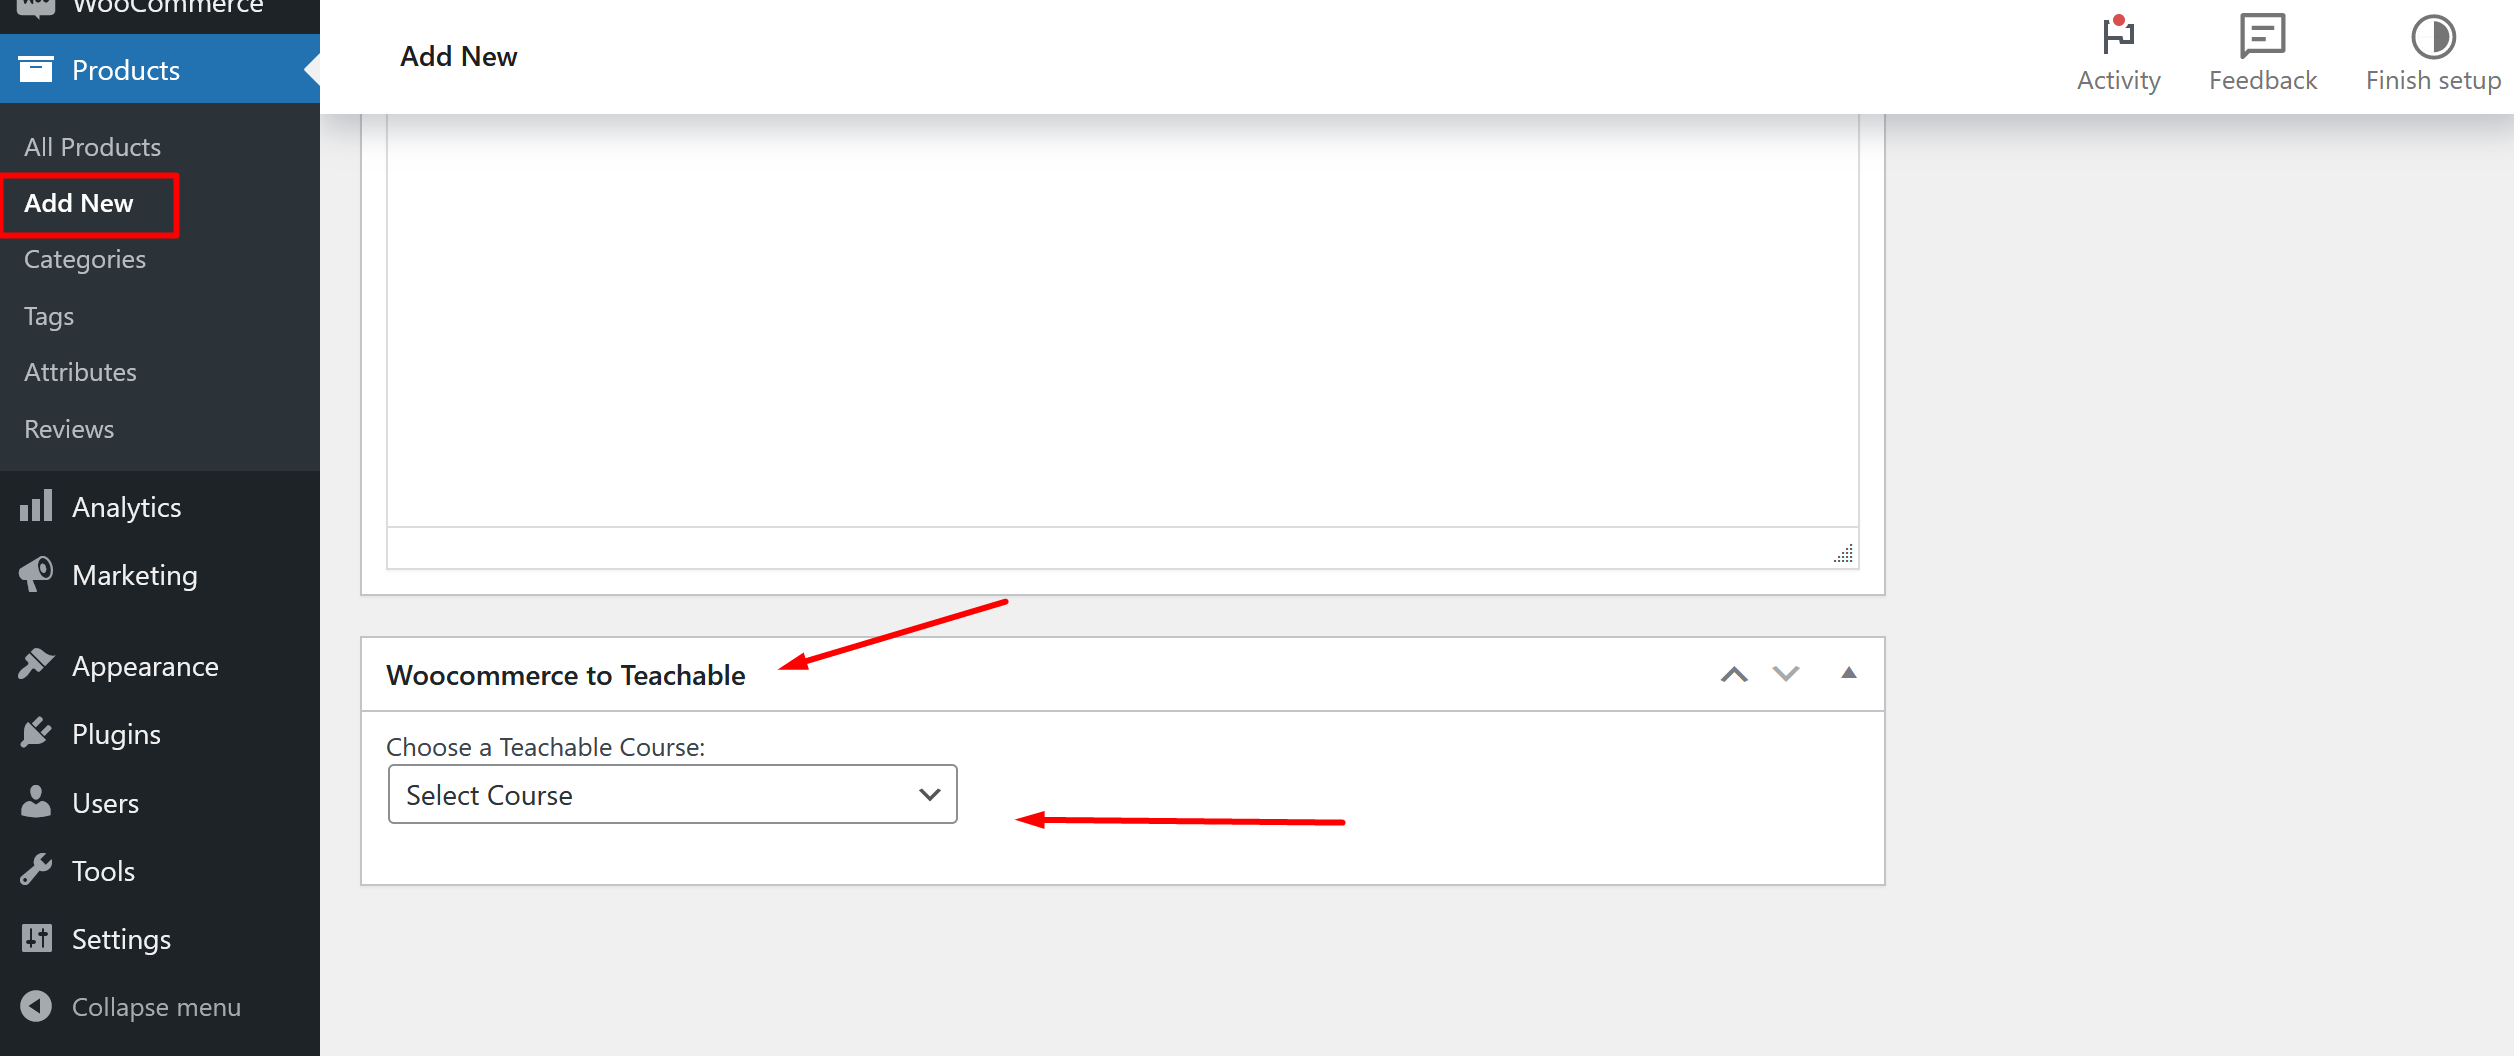 WooCommerce
Products
All Products
Add New
Categories
Tags
Attributes
Reviews
Analytics
Marketing
Appearance
Plugins
Users
Tools
Settings
Collapse menu
Add New
Activity
Feedback
Finish setup
Woocommerce to Teachable
Choose a Teachable Course:
Select Course